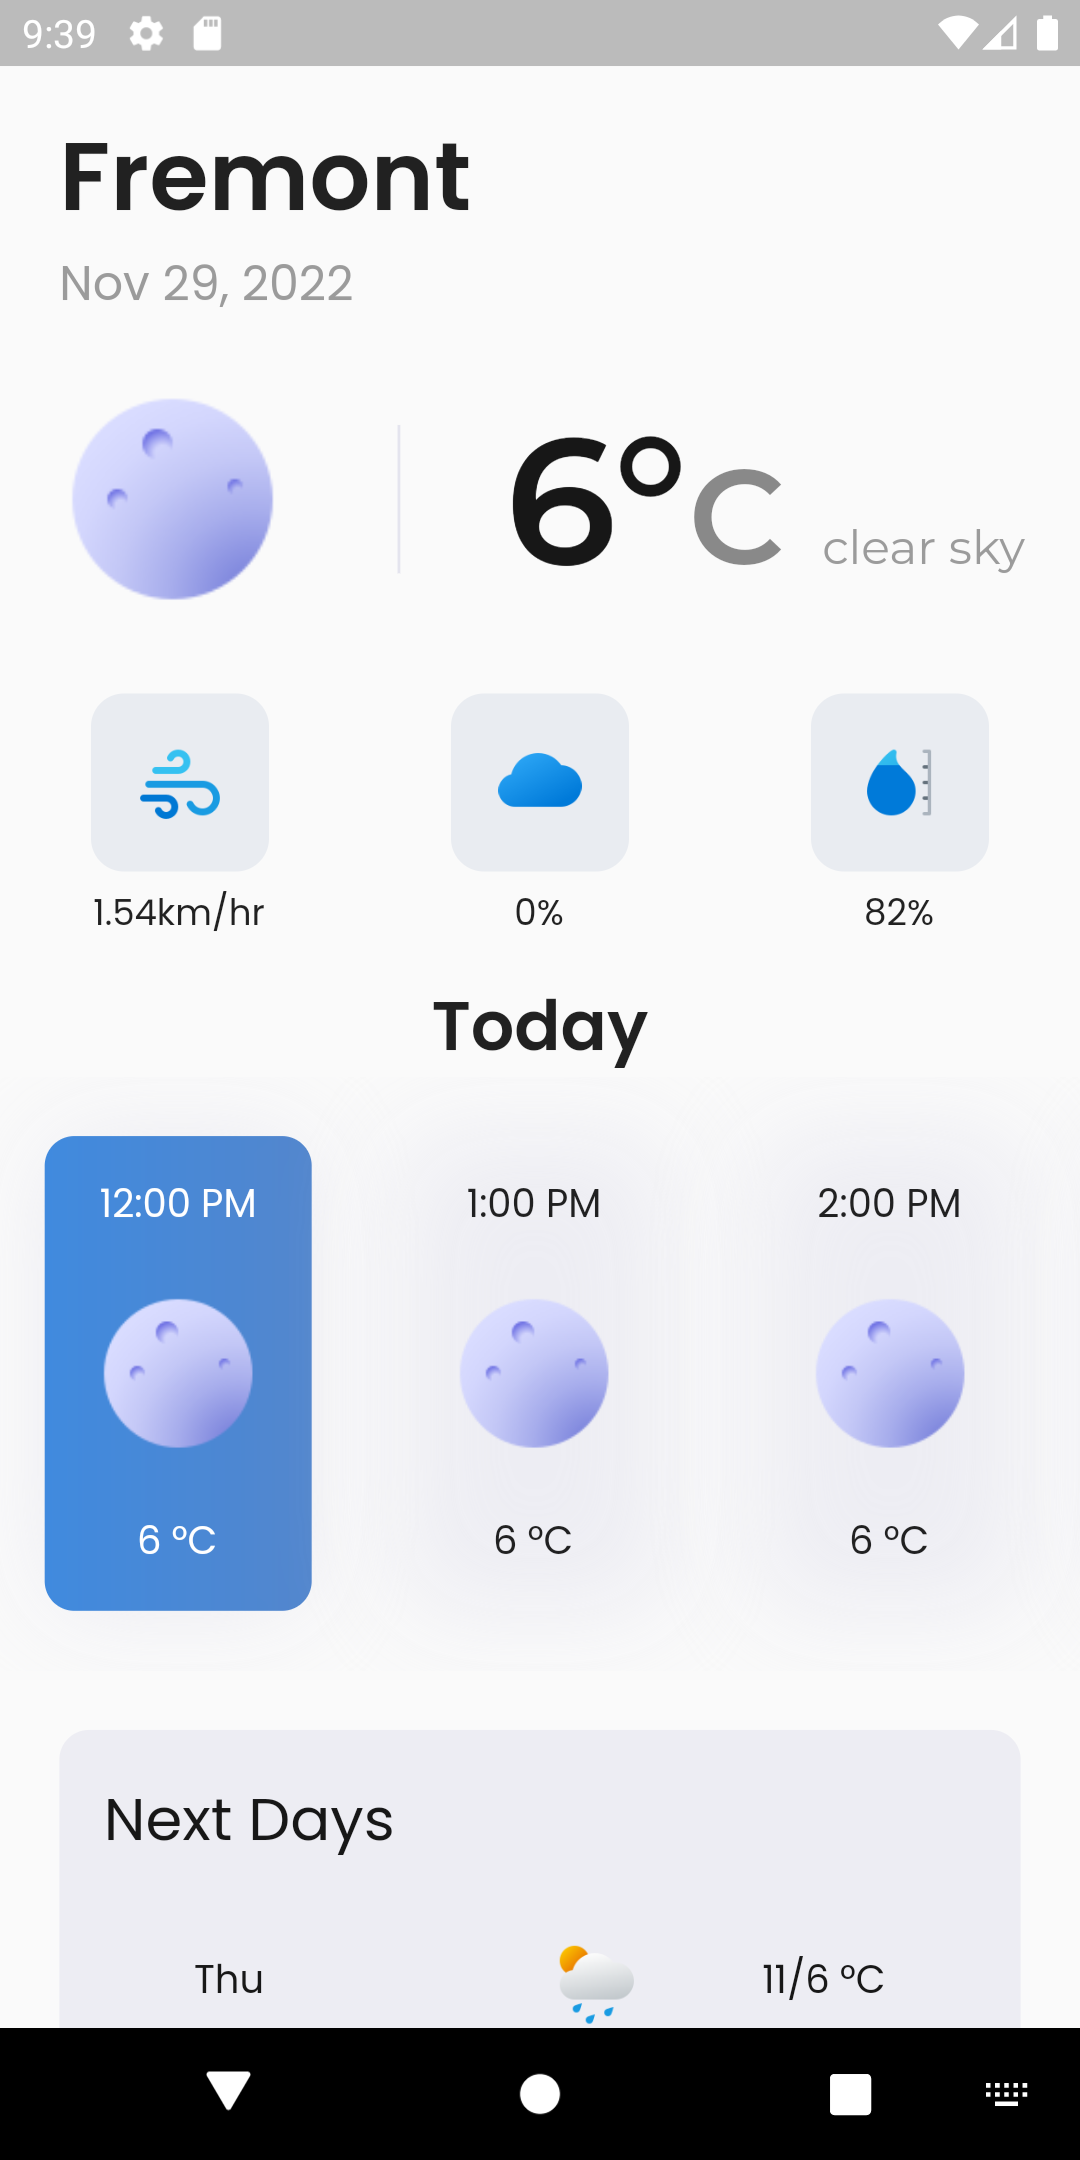 9:39
Fremont
Nov 29, 2022
6°C clear sky
1.54km/hr 0% 82%
Today
12:00 PM 1:00 PM 2:00 PM
6 °C 6 °C 6 °C
Next Days
Thu 11/6 °C